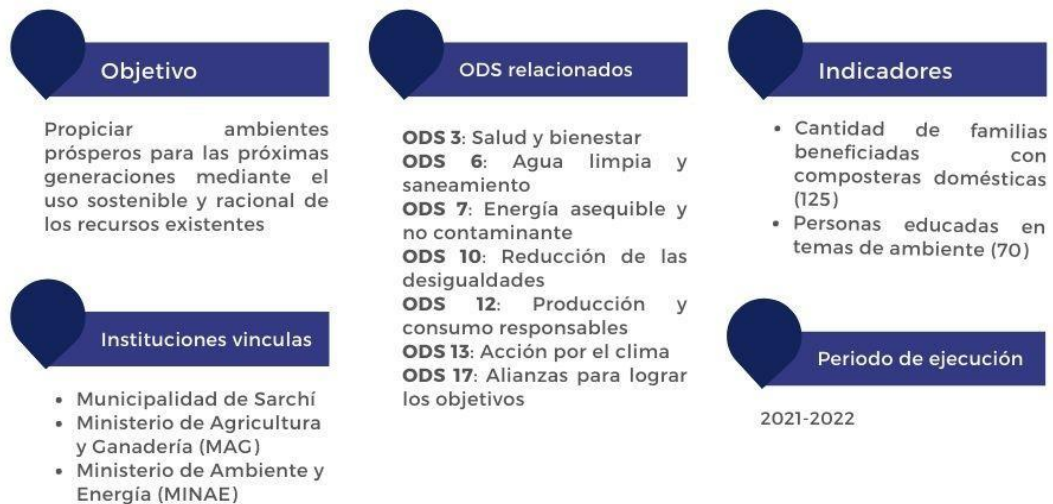 Objetivo
Propiciar ambientes
prósperos para las próximas
generaciones mediante el
uso sostenible y racional de
los recursos existentes
Instituciones vinculas
• Municipalidad de Sarchí
• Ministerio de Agricultura
y Ganadería (MAG)
• Ministerio de Ambiente y
Energía (MINAE)
ODS relacionados
ODS 3: Salud y bienestar
ODS 6: Agua limpia y
saneamiento
ODS 7: Energía asequible y
no contaminante
ODS 10: Reducción de las
desigualdades
ODS 12: Producción y
consumo responsables
ODS 13: Acción por el clima
ODS 17: Alianzas para lograr
los objetivos
Indicadores
• Cantidad de familias
beneficiadas con
composteras domésticas
(125)
• Personas educadas en
temas de ambiente (70)
Periodo de ejecución
2021-2022